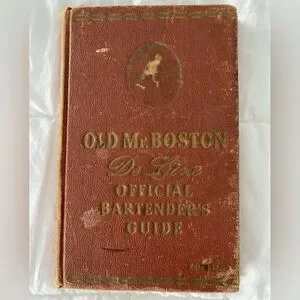 OLD MR. BOSTON
De Luxe
OFFICIAL
BARTENDER'S
GUIDE